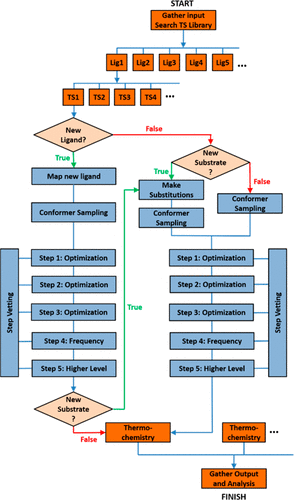 START
Gather input
Search TS Library
Lig1
Lig2
Lig3
Lig4
Lig5
...
TS1
TS2
TS3
TS4
...
New
Ligand?
False
True
New
Substrate
?
True
False
Map new ligand
Make
Substitutions
Conformer
Sampling
Conformer Sampling
Conformer
Sampling
True
Step Vetting
Step 1: Optimization
Step 2: Optimization
Step 3: Optimization
Step 4: Frequency
Step 5: Higher Level
Step 1: Optimization
Step 2: Optimization
Step 3: Optimization
Step 4: Frequency
Step 5: Higher Level
Step Vetting
New
Substrate
?
False
Thermo-
chemistry
Thermo-
chemistry
...
Gather Output
and Analysis
FINISH